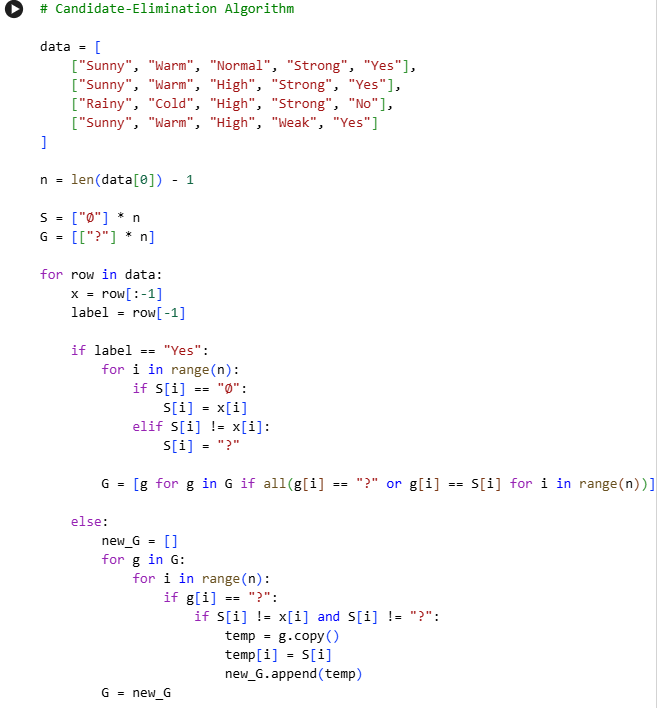 # Candidate-Elimination Algorithm
data = [
    ["Sunny", "Warm", "Normal", "Strong", "Yes"],
    ["Sunny", "Warm", "High", "Strong", "Yes"],
    ["Rainy", "Cold", "High", "Strong", "No"],
    ["Sunny", "Warm", "High", "Weak", "Yes"]
]
n = len(data[0]) - 1
S = ["Ø"] * n
G = [["?"] * n]
for row in data:
    x = row[:-1]
    label = row[-1]
    if label == "Yes":
        for i in range(n):
            if S[i] == "Ø":
                S[i] = x[i]
            elif S[i] != x[i]:
                S[i] = "?"
        G = [g for g in G if all(g[i] == "?" or g[i] == S[i] for i in range(n))]
    else:
        new_G = []
        for g in G:
            for i in range(n):
                if g[i] == "?":
                    if S[i] != x[i] and S[i] != "?":
                        temp = g.copy()
                        temp[i] = S[i]
                        new_G.append(temp)
        G = new_G